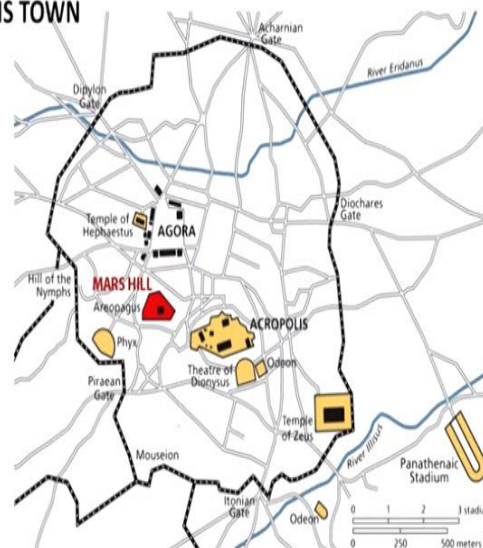 IS TOWN
Acharnian
Gate
River Eridanus
Dipylon
Gate
Diochares
Gate
Temple of
Hephaestus
AGORA
Hill of the
Nymphs
MARS HILL
Areopagus
ACROPOLIS
Phyx
Theatre of
Dionysus
Odeon
Piraean
Gate
Temple
of Zeus
River Illisus
Mouseion
Panathenaic
Stadium
Itonian
Gate
Odeon
0 1 2 3 stadia
0 250 500 meters